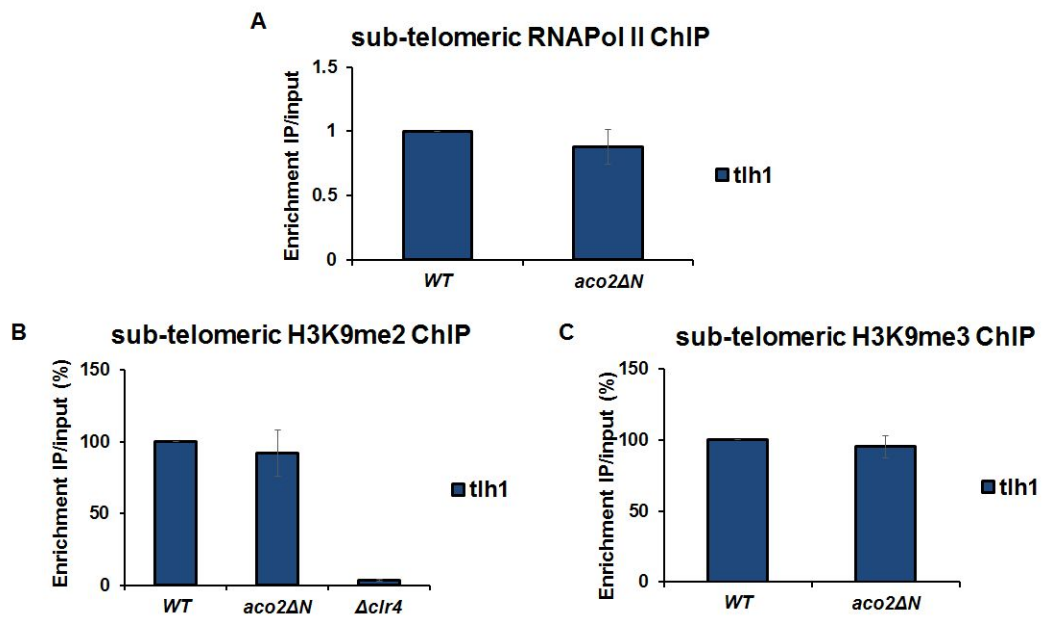 A
sub-telomeric RNAPol II ChIP
Enrichment IP/input
1.5
1
0.5
0
WT
aco2ΔN
tlh1
B
sub-telomeric H3K9me2 ChIP
Enrichment IP/input (%)
150
100
50
0
WT
aco2ΔN
Δclr4
tlh1
C
sub-telomeric H3K9me3 ChIP
Enrichment IP/input (%)
150
100
50
0
WT
aco2ΔN
tlh1